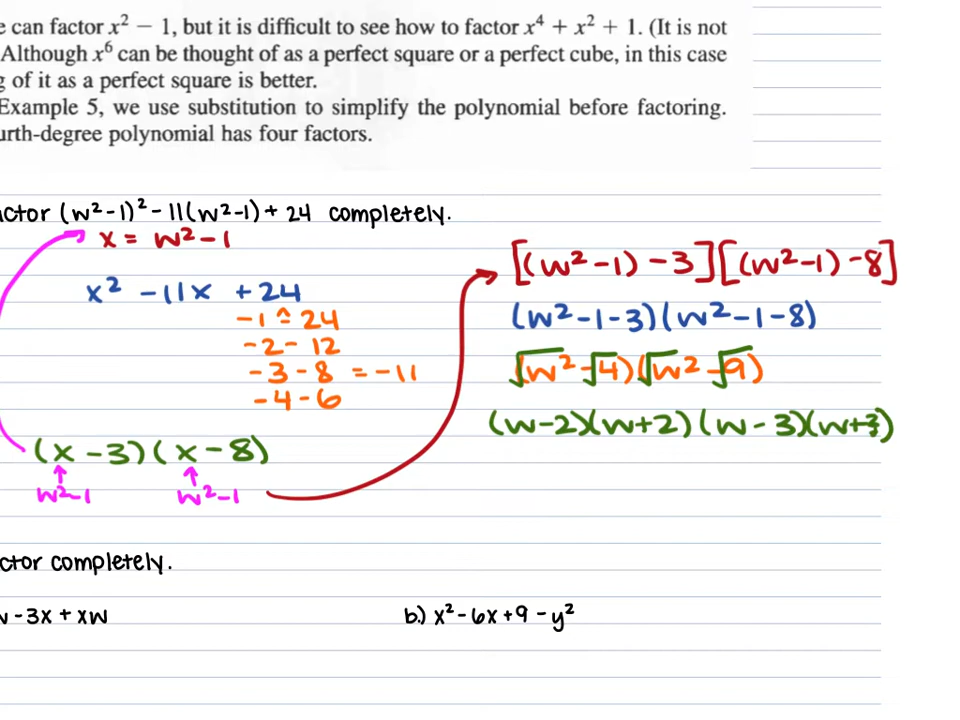 e can factor x² − 1, but it is difficult to see how to factor x⁴ + x² + 1. (It is not
Although x⁶ can be thought of as a perfect square or a perfect cube, in this case
g of it as a perfect square is better.
Example 5, we use substitution to simplify the polynomial before factoring.
urth-degree polynomial has four factors.
ctor (w²-1)² - 11(w²-1) + 24 completely.
x = w² - 1
x² - 11x + 24
-1 ^ 24
-2 - 12
-3 - 8 = -11
-4 - 6
(x - 3)(x - 8)
↑ ↑
w²-1 w²-1
[(w²-1) - 3][(w²-1) - 8]
(w²-1-3)(w²-1-8)
(√w² - √4)(√w² - √9)
(w-2)(w+2)(w-3)(w+3)
ctor completely.
w - 3x + xw
b.) x² - 6x + 9 - y²